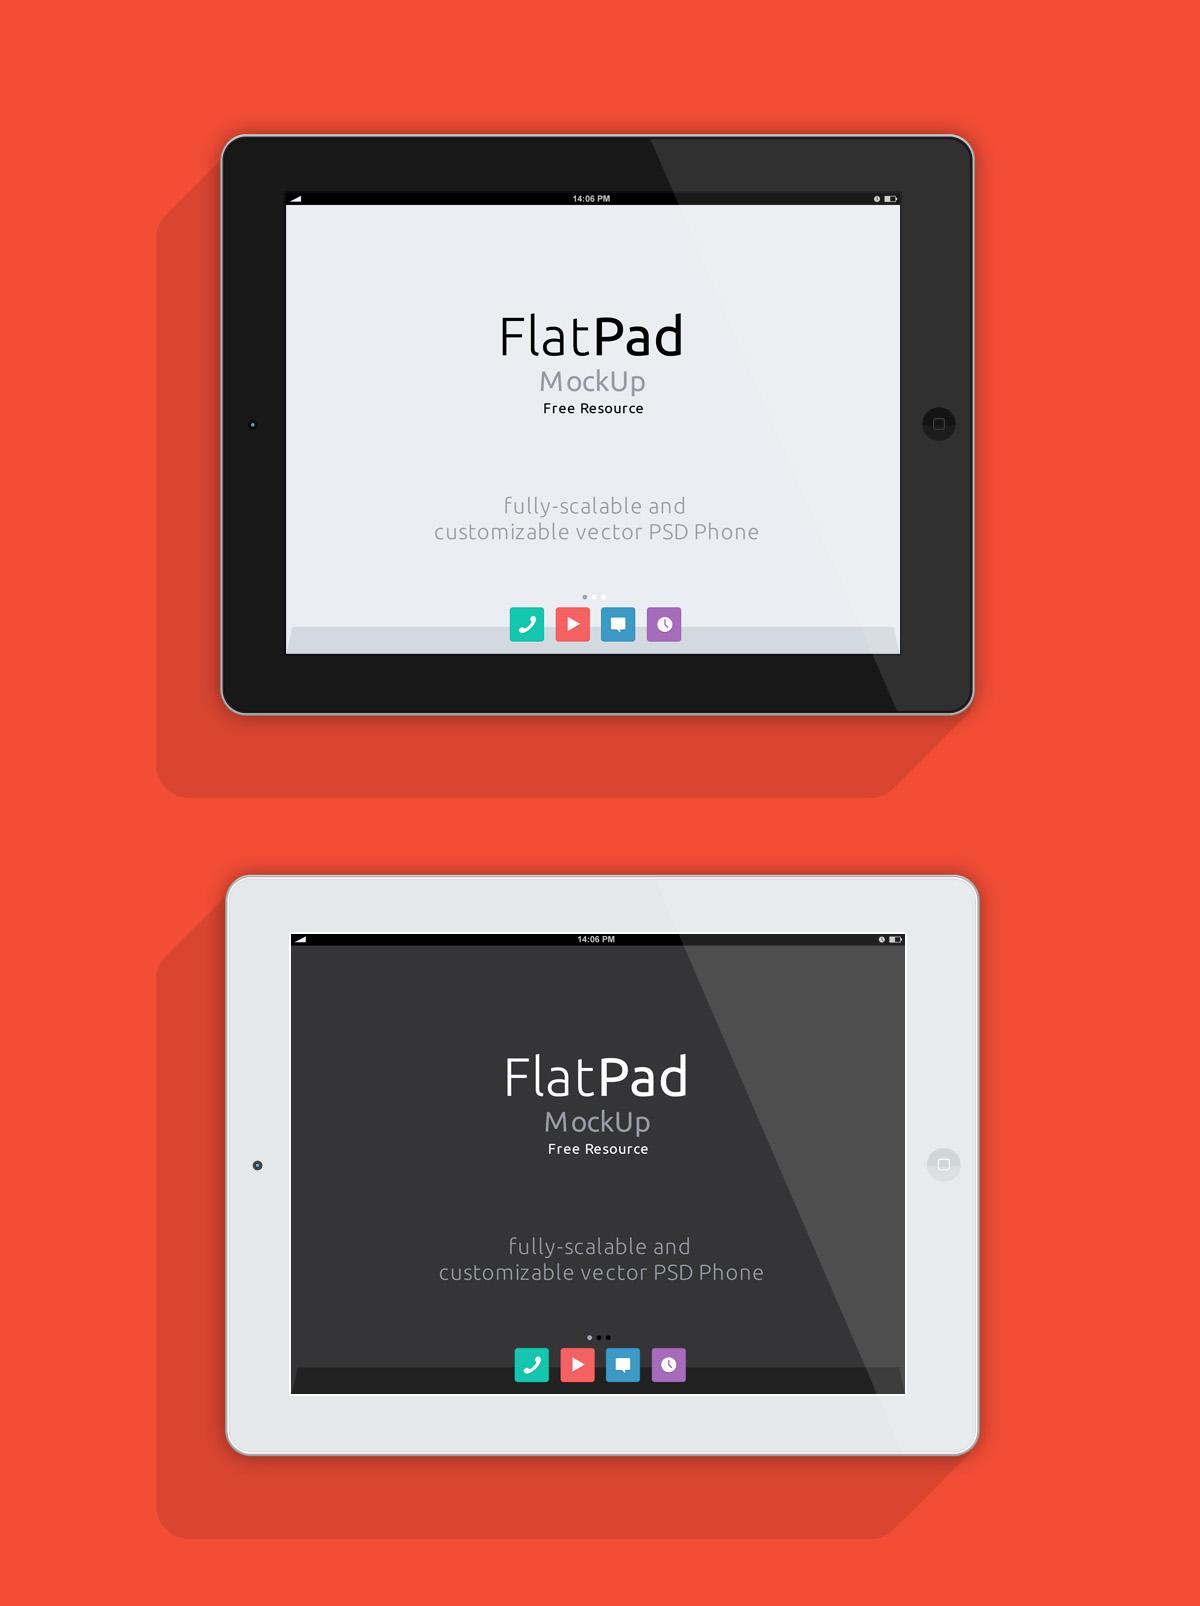 14:06 PM
FlatPad
MockUp
Free Resource
fully-scalable and
customizable vector PSD Phone
14:06 PM
FlatPad
MockUp
Free Resource
fully-scalable and
customizable vector PSD Phone